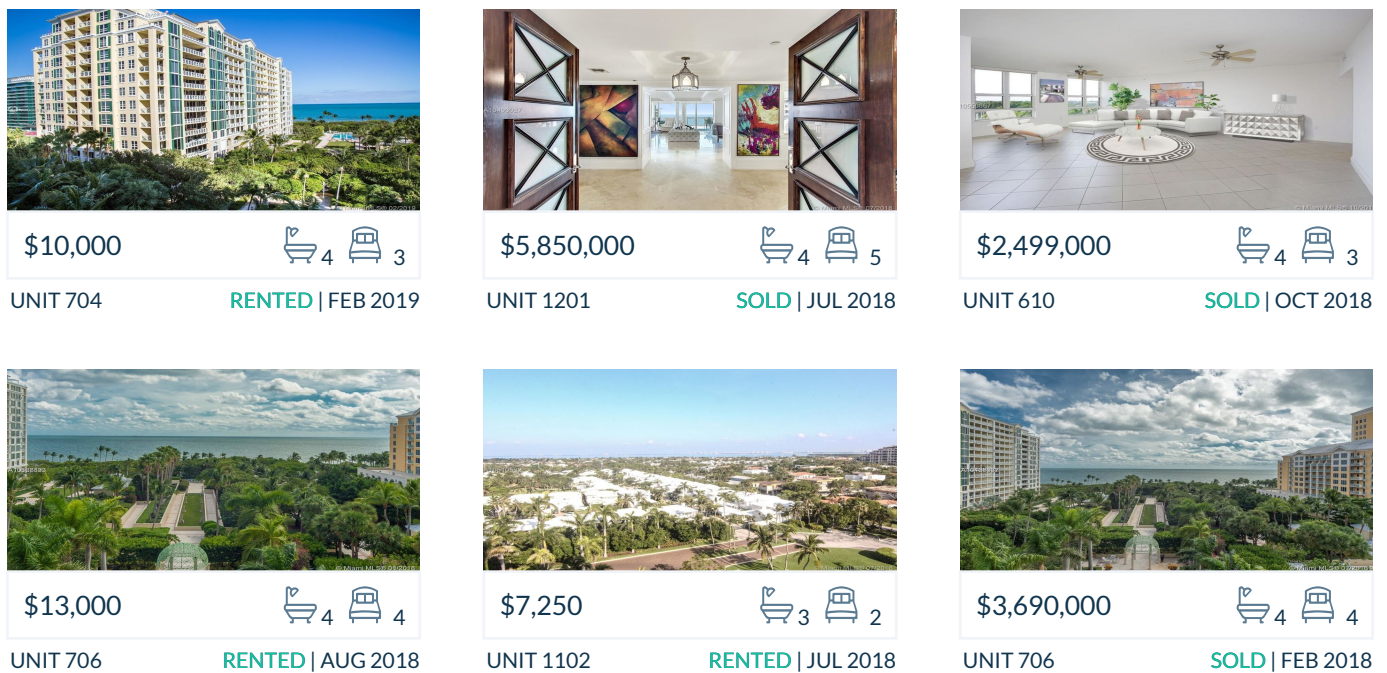 $10,000 4 3
UNIT 704 RENTED | FEB 2019
$5,850,000 4 5
UNIT 1201 SOLD | JUL 2018
$2,499,000 4 3
UNIT 610 SOLD | OCT 2018
$13,000 4 4
UNIT 706 RENTED | AUG 2018
$7,250 3 2
UNIT 1102 RENTED | JUL 2018
$3,690,000 4 4
UNIT 706 SOLD | FEB 2018